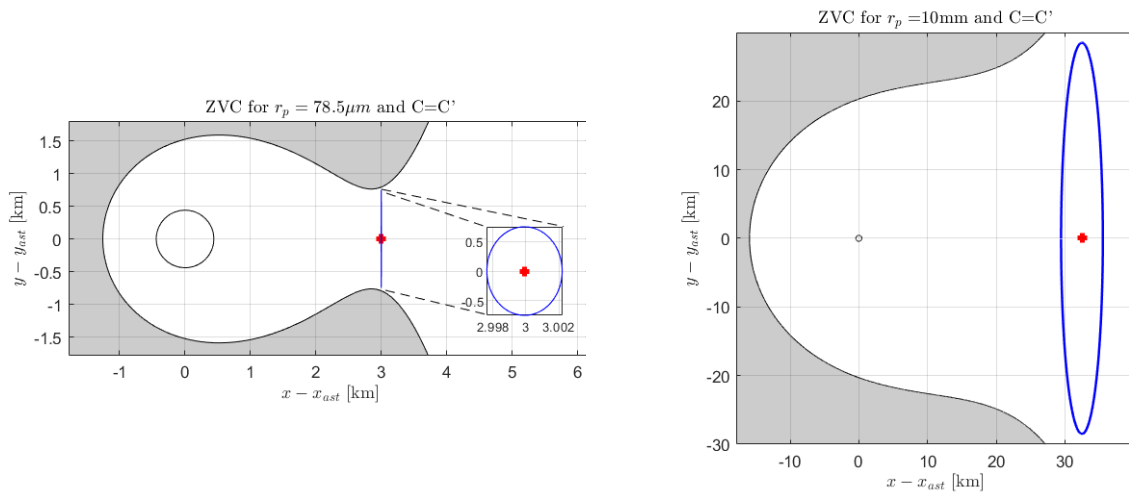 ZVC for r_p = 78.5μm and C=C'
1.5
1
0.5
0
-0.5
-1
-1.5
y − y_ast [km]
-1 0 1 2 3 4 5 6
x − x_ast [km]
0.5
0
-0.5
2.998 3 3.002
ZVC for r_p =10mm and C=C'
20
10
0
-10
-20
-30
y − y_ast [km]
-10 0 10 20 30
x − x_ast [km]